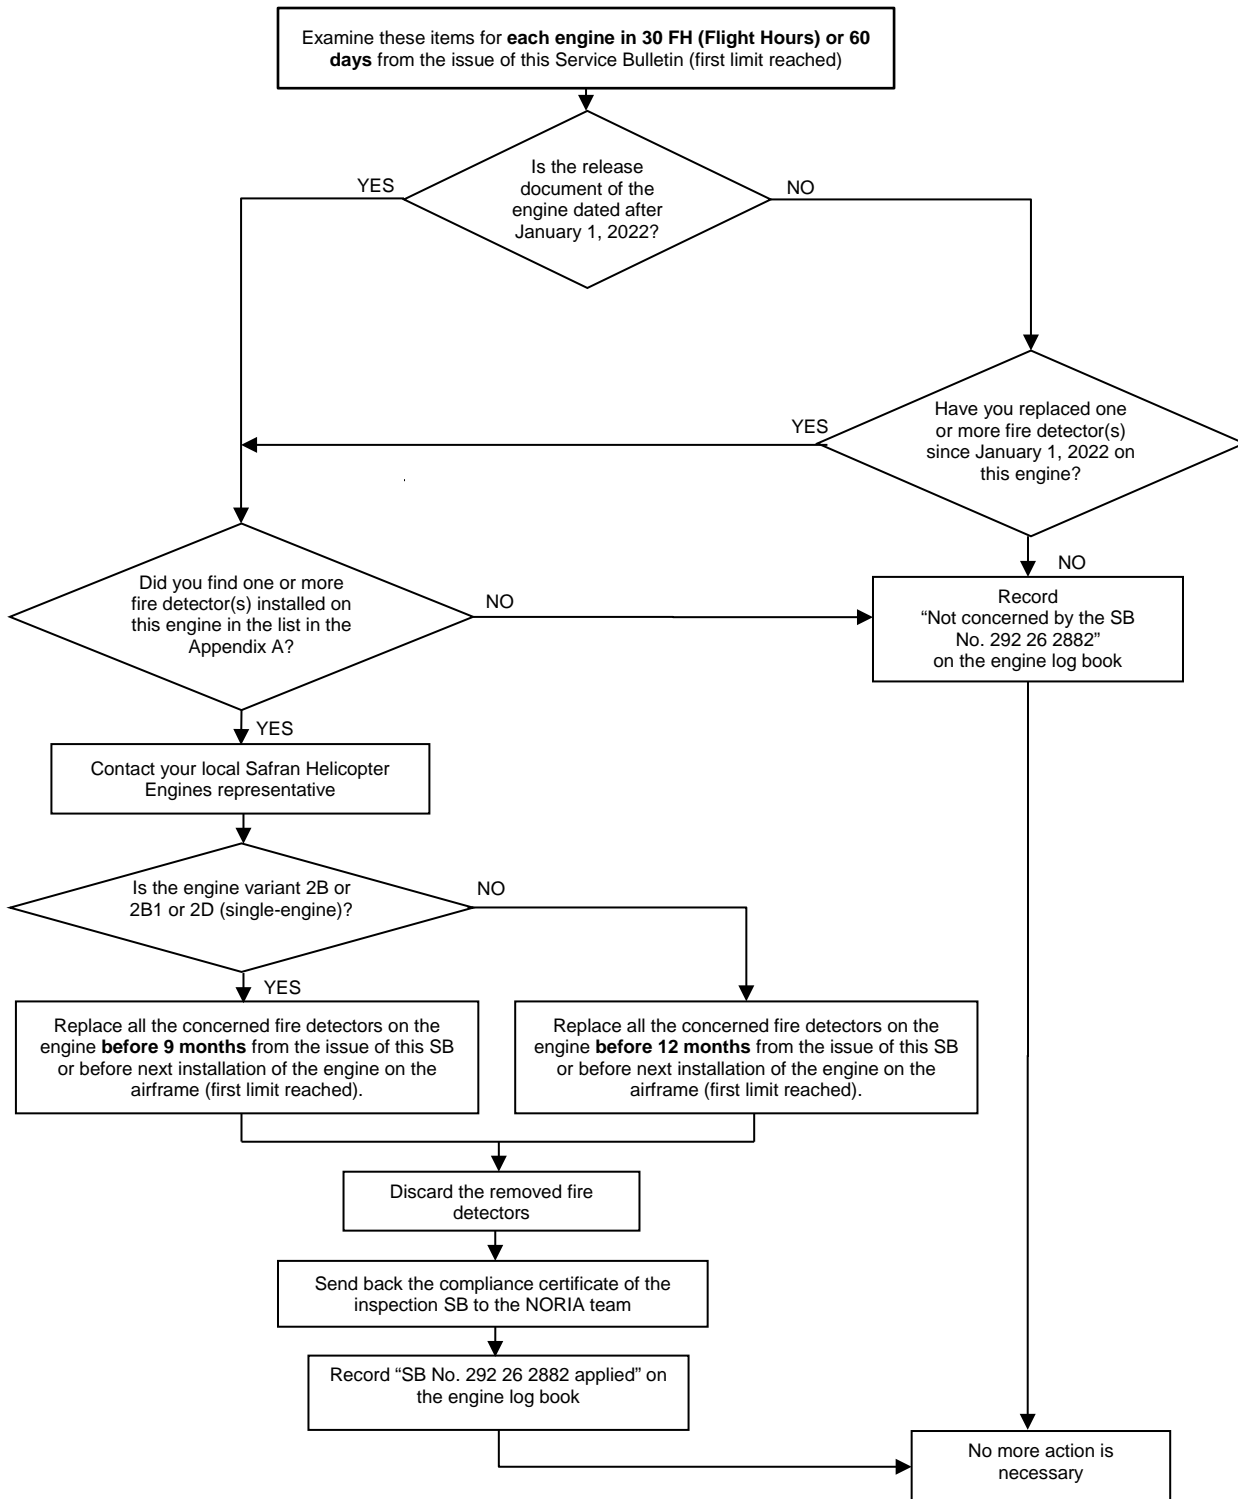 Examine these items for each engine in 30 FH (Flight Hours) or 60
days from the issue of this Service Bulletin (first limit reached)
Is the release
document of the
engine dated after
January 1, 2022?
YES
NO
Have you replaced one
or more fire detector(s)
since January 1, 2022 on
this engine?
YES
NO
Did you find one or more
fire detector(s) installed on
this engine in the list in the
Appendix A?
NO
YES
Record
“Not concerned by the SB
No. 292 26 2882”
on the engine log book
Contact your local Safran Helicopter
Engines representative
Is the engine variant 2B or
2B1 or 2D (single-engine)?
NO
YES
Replace all the concerned fire detectors on the
engine before 9 months from the issue of this SB
or before next installation of the engine on the
airframe (first limit reached).
Replace all the concerned fire detectors on the
engine before 12 months from the issue of this SB
or before next installation of the engine on the
airframe (first limit reached).
Discard the removed fire
detectors
Send back the compliance certificate of the
inspection SB to the NORIA team
Record “SB No. 292 26 2882 applied” on
the engine log book
No more action is
necessary